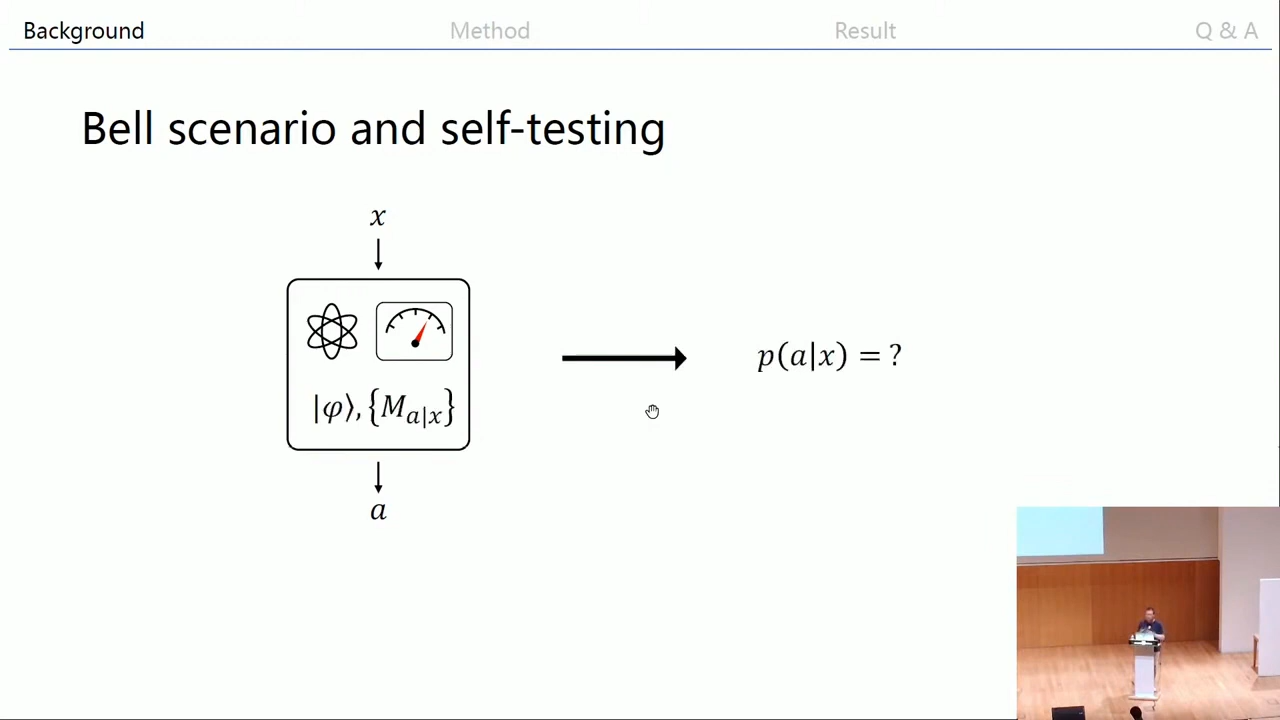 Background Method Result Q & A
Bell scenario and self-testing
x
|φ⟩, {M_{a|x}}
p(a|x) = ?
a